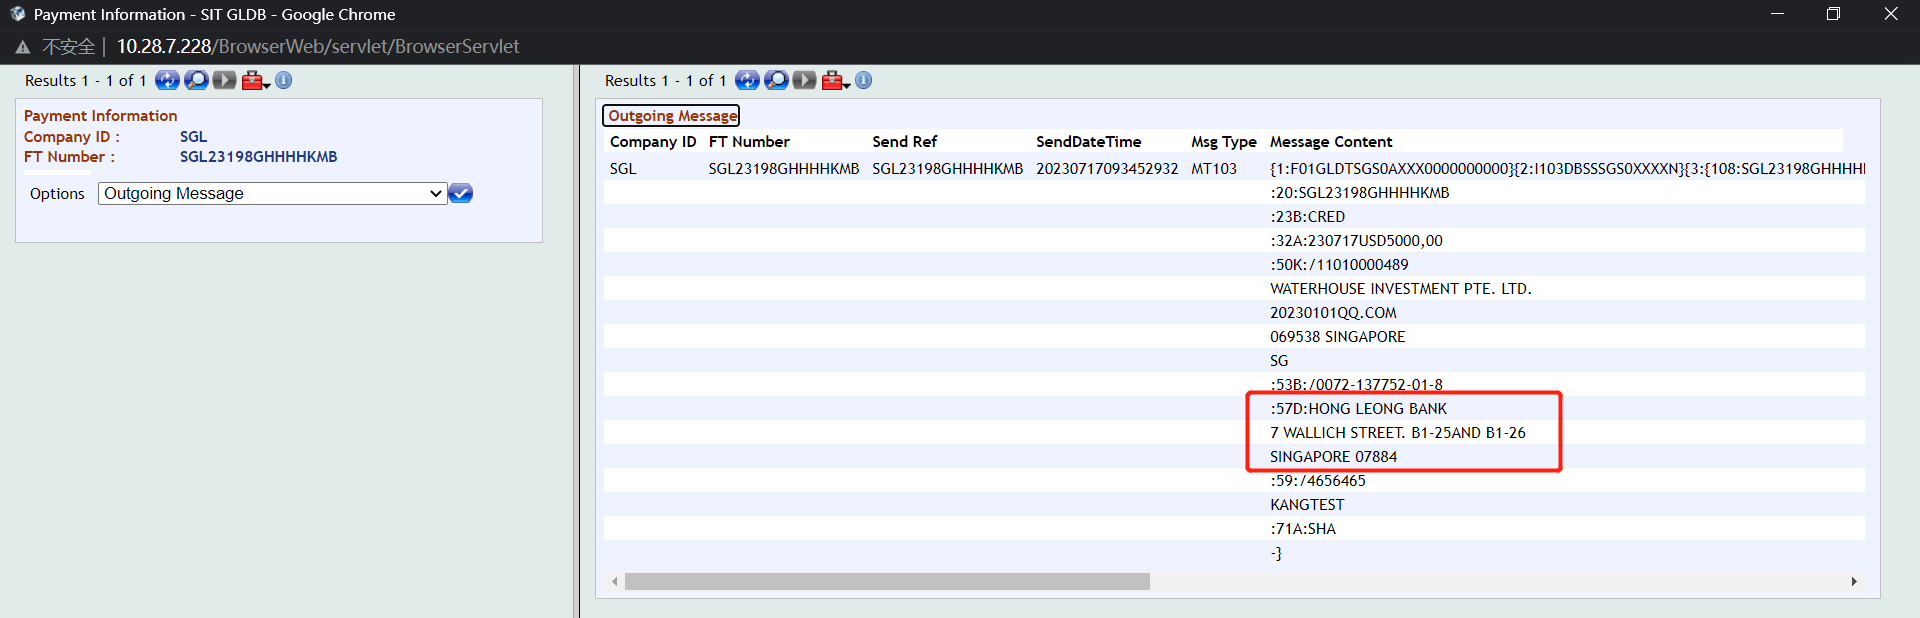 Payment Information - SIT GLDB - Google Chrome
不安全 | 10.28.7.228/BrowserWeb/servlet/BrowserServlet
Results 1 - 1 of 1
Payment Information
Company ID : SGL
FT Number : SGL23198GHHHHKMB
Options Outgoing Message
Results 1 - 1 of 1
Outgoing Message
Company ID FT Number Send Ref SendDateTime Msg Type Message Content
SGL SGL23198GHHHHKMB SGL23198GHHHHKMB 20230717093452932 MT103 {1:F01GLDTSGS0AXXX0000000000}{2:I103DBSSSGS0XXXXN}{3:{108:SGL23198GHHHH
:20:SGL23198GHHHHKMB
:23B:CRED
:32A:230717USD5000,00
:50K:/11010000489
WATERHOUSE INVESTMENT PTE. LTD.
20230101QQ.COM
069538 SINGAPORE
SG
:53B:/0072-137752-01-8
:57D:HONG LEONG BANK
7 WALLICH STREET. B1-25AND B1-26
SINGAPORE 07884
:59:/4656465
KANGTEST
:71A:SHA
-}